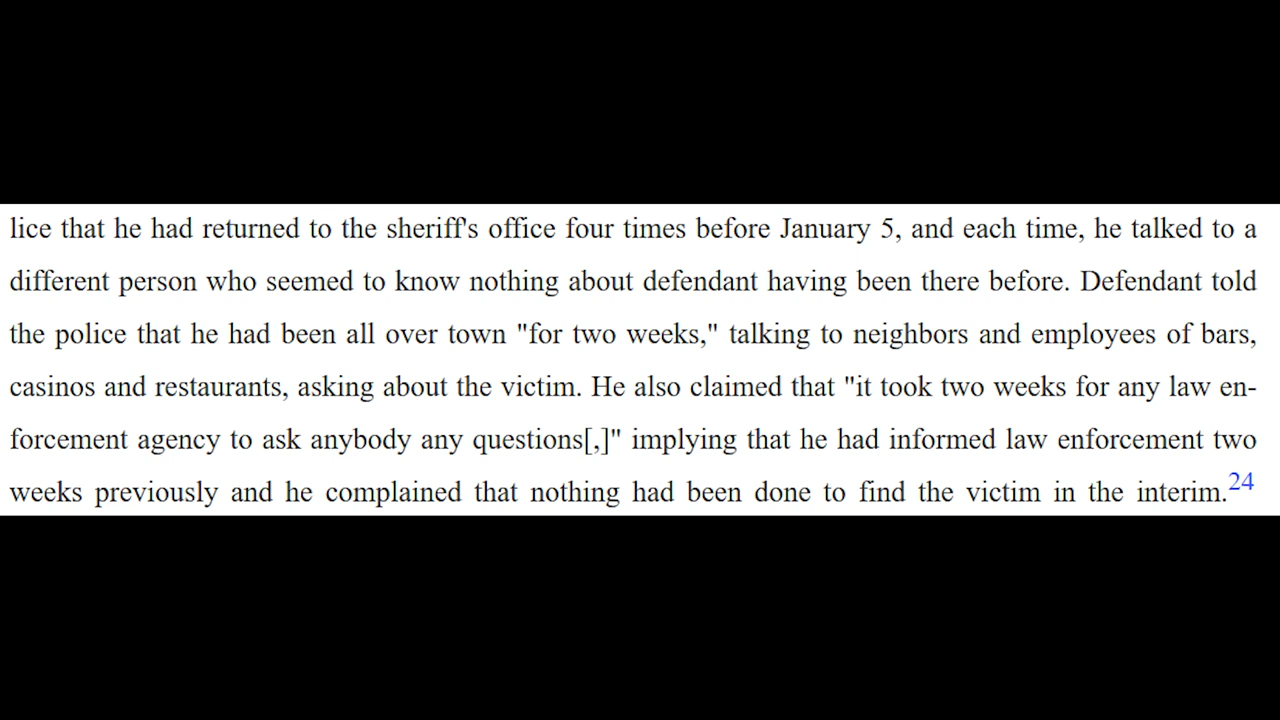 lice that he had returned to the sheriff's office four times before January 5, and each time, he talked to a
different person who seemed to know nothing about defendant having been there before. Defendant told
the police that he had been all over town "for two weeks," talking to neighbors and employees of bars,
casinos and restaurants, asking about the victim. He also claimed that "it took two weeks for any law en-
forcement agency to ask anybody any questions[,]" implying that he had informed law enforcement two
weeks previously and he complained that nothing had been done to find the victim in the interim.24